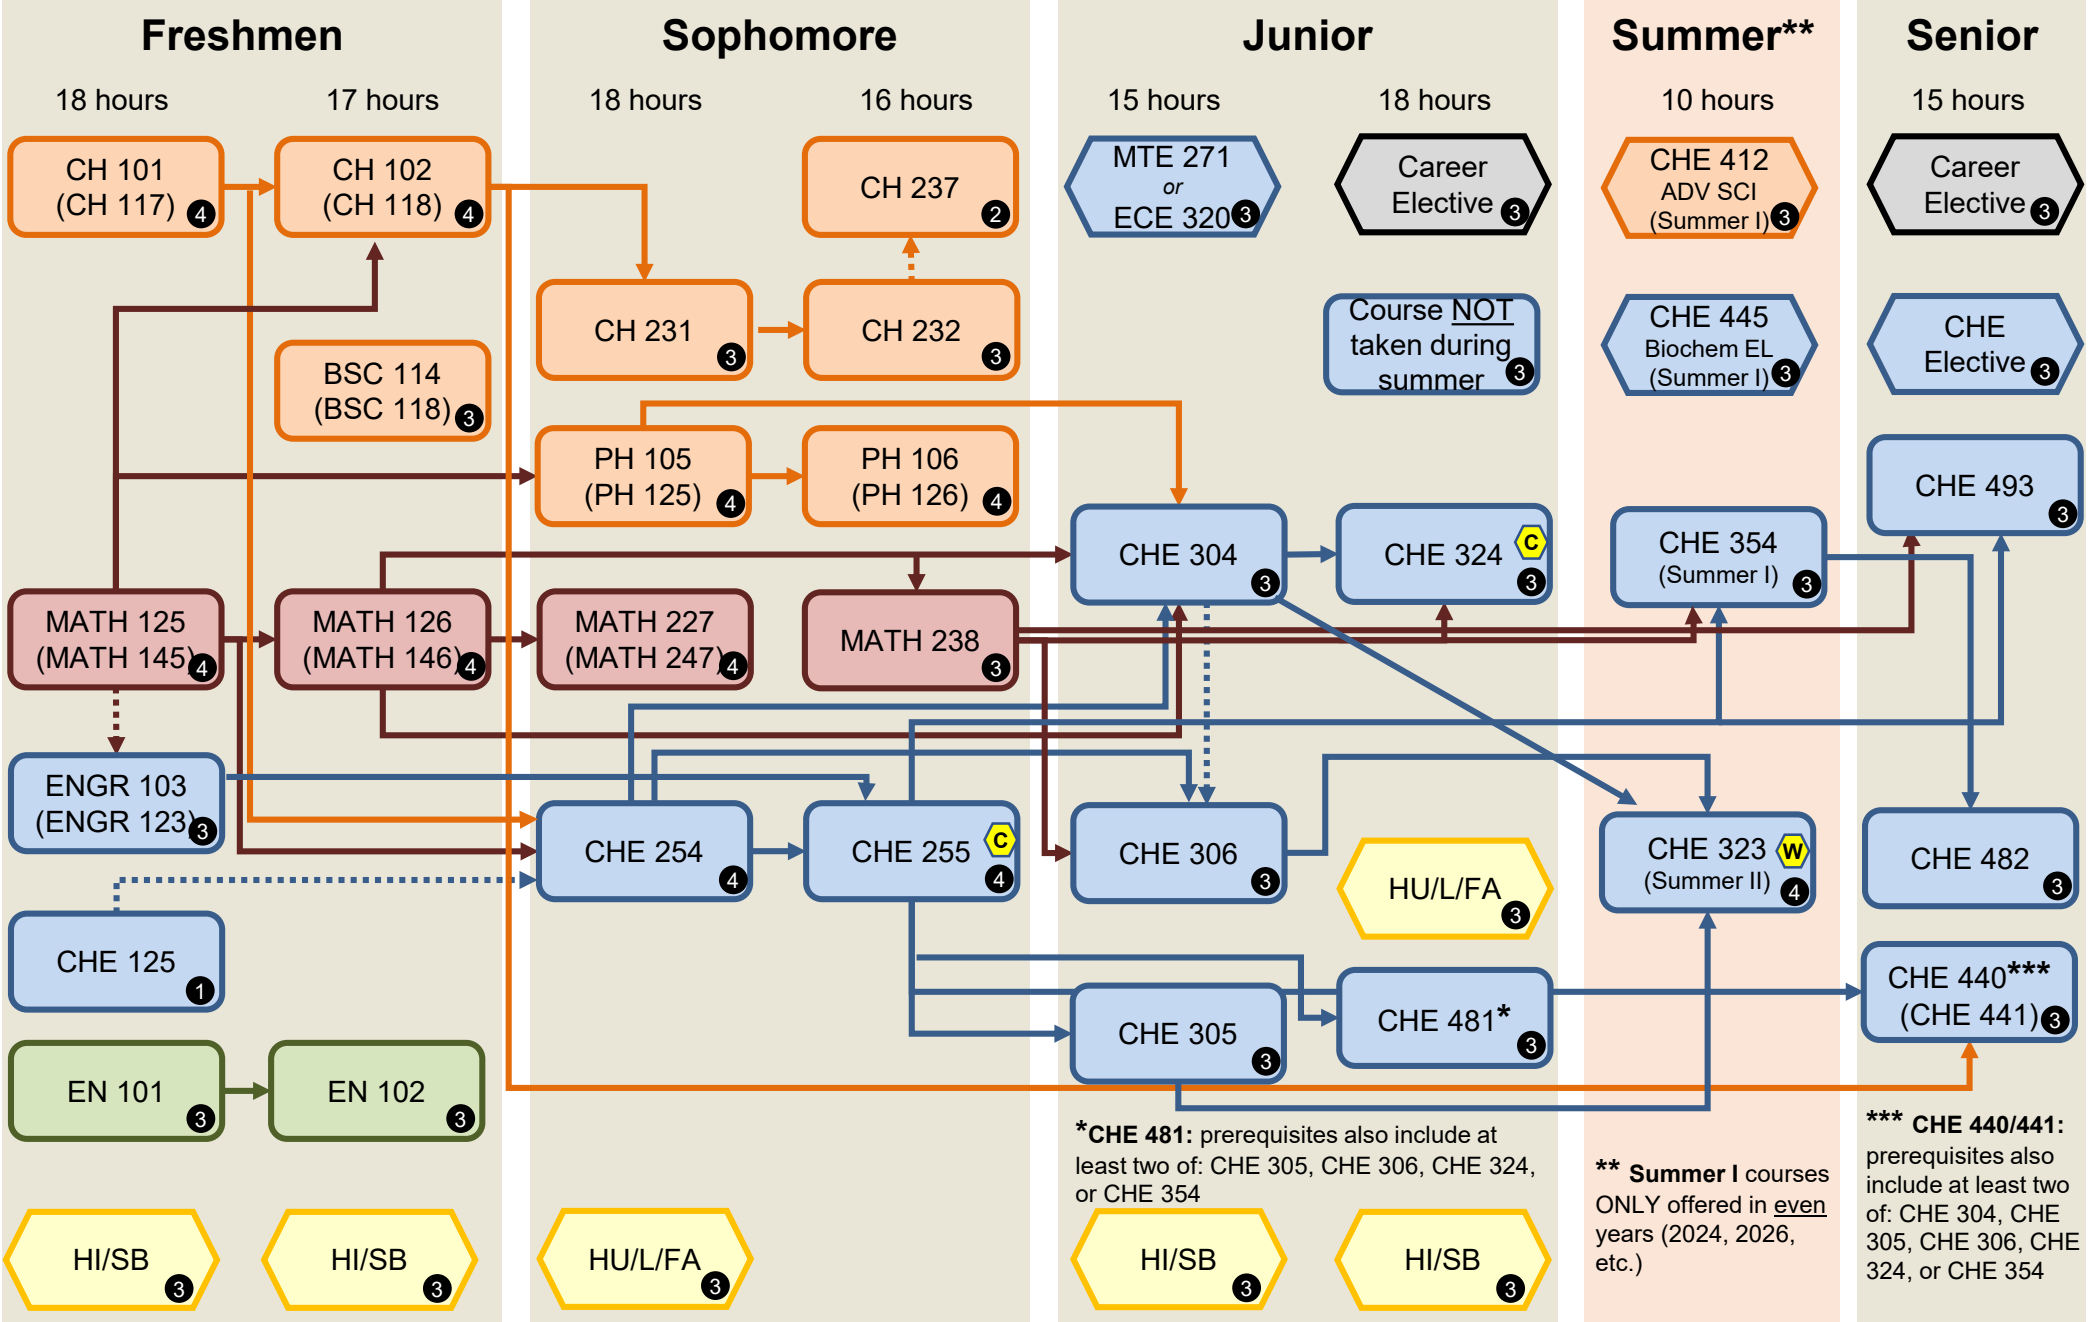 Freshmen
Sophomore
Junior
Summer**
Senior
18 hours
17 hours
18 hours
16 hours
15 hours
18 hours
10 hours
15 hours
CH 101
(CH 117)
4
CH 102
(CH 118)
4
CH 237
2
MTE 271
or
ECE 320
3
Career
Elective
3
CHE 412
ADV SCI
(Summer I)
3
Career
Elective
3
CH 231
3
CH 232
3
Course NOT
taken during
summer
3
CHE 445
Biochem EL
(Summer I)
3
CHE
Elective
3
BSC 114
(BSC 118)
3
PH 105
(PH 125)
4
PH 106
(PH 126)
4
CHE 493
3
CHE 304
3
CHE 324
C
3
CHE 354
(Summer I)
3
MATH 125
(MATH 145)
4
MATH 126
(MATH 146)
4
MATH 227
(MATH 247)
4
MATH 238
3
ENGR 103
(ENGR 123)
3
CHE 254
4
CHE 255
C
4
CHE 306
3
HU/L/FA
3
CHE 323
(Summer II)
W
4
CHE 482
3
CHE 125
1
CHE 305
3
CHE 481*
3
CHE 440***
(CHE 441)
3
EN 101
3
EN 102
3
*CHE 481: prerequisites also include at
least two of: CHE 305, CHE 306, CHE 324,
or CHE 354
** Summer I courses
ONLY offered in even
years (2024, 2026,
etc.)
*** CHE 440/441:
prerequisites also
include at least two
of: CHE 304, CHE
305, CHE 306, CHE
324, or CHE 354
HI/SB
3
HI/SB
3
HU/L/FA
3
HI/SB
3
HI/SB
3